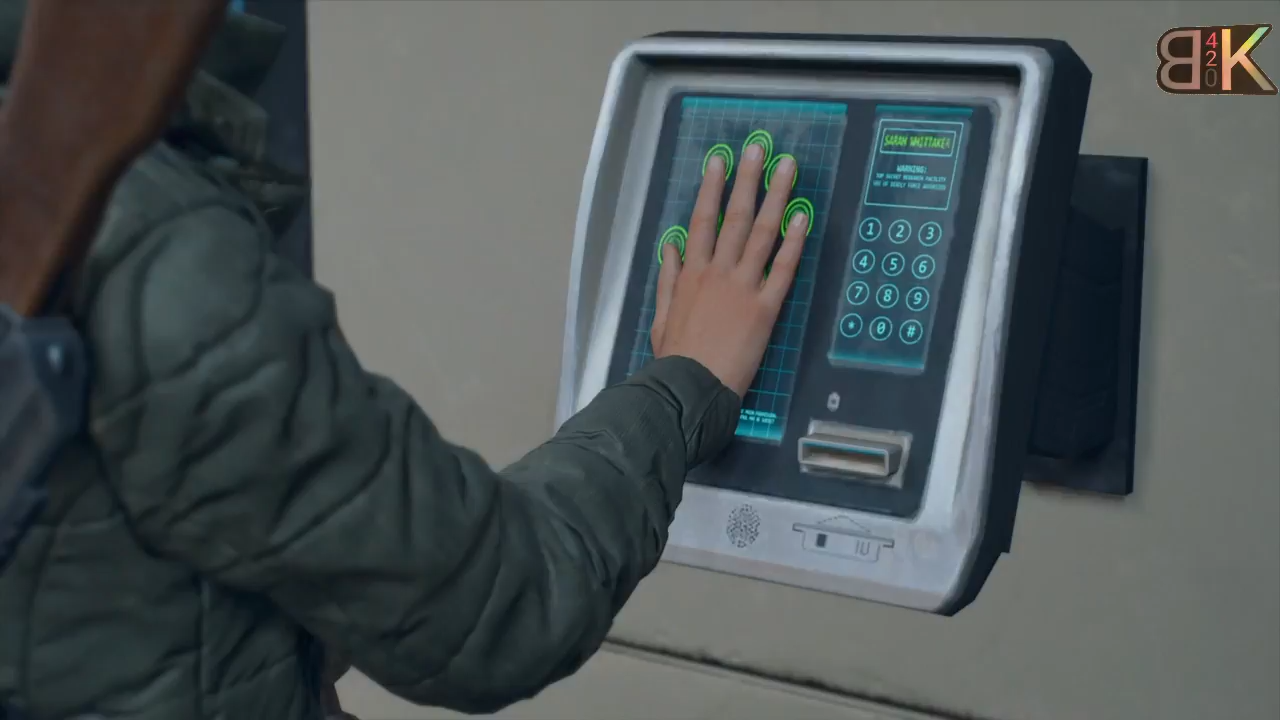 B 420 K
SARAH WHITTAKER
WARNING:
TOP SECRET RESEARCH FACILITY
USE OF DEADLY FORCE AUTHORIZED
1 2 3
4 5 6
7 8 9
* 0 #